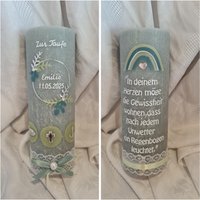 Zur Taufe
Emilie
11.05.2025
"In deinem
Herzen möge
die Gewissheit
wohnen, dass
nach jedem
Unwetter
ein Regenbogen
leuchtet."